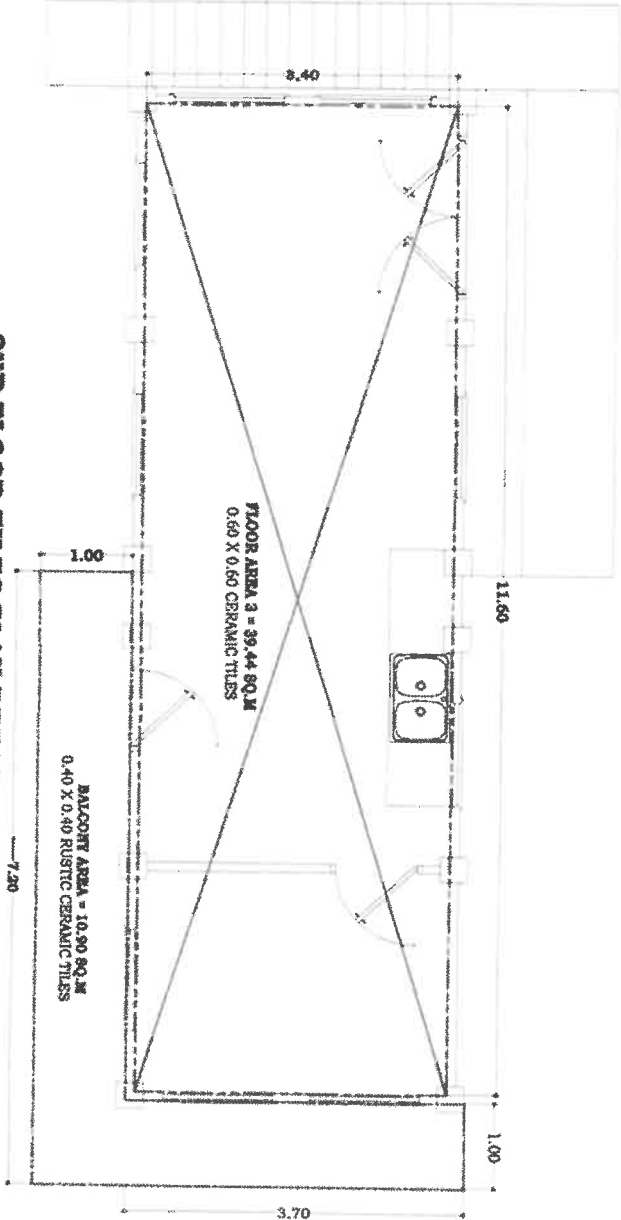 3.40
11.60
FLOOR AREA 3 = 39.44 SQ.M
0.60 X 0.60 CERAMIC TILES
1.00
BALCONY AREA = 10.90 SQ.M
0.40 X 0.40 RUSTIC CERAMIC TILES
7.20
1.00
3.70